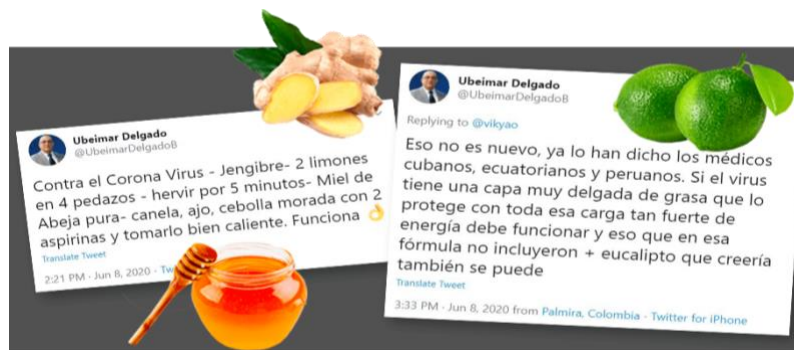 Ubeimar Delgado
@UbeimarDelgadoB
Contra el Corona Virus - Jengibre- 2 limones
en 4 pedazos - hervir por 5 minutos- Miel de
Abeja pura- canela, ajo, cebolla morada con 2
aspirinas y tomarlo bien caliente. Funciona 👌
Translate Tweet
2:21 PM · Jun 8, 2020 · Tw
Ubeimar Delgado
@UbeimarDelgadoB
Replying to @vikyao
Eso no es nuevo, ya lo han dicho los médicos
cubanos, ecuatorianos y peruanos. Si el virus
tiene una capa muy delgada de grasa que lo
protege con toda esa carga tan fuerte de
energía debe funcionar y eso que en esa
fórmula no incluyeron + eucalipto que creería
también se puede
Translate Tweet
3:33 PM · Jun 8, 2020 from Palmira, Colombia · Twitter for iPhone